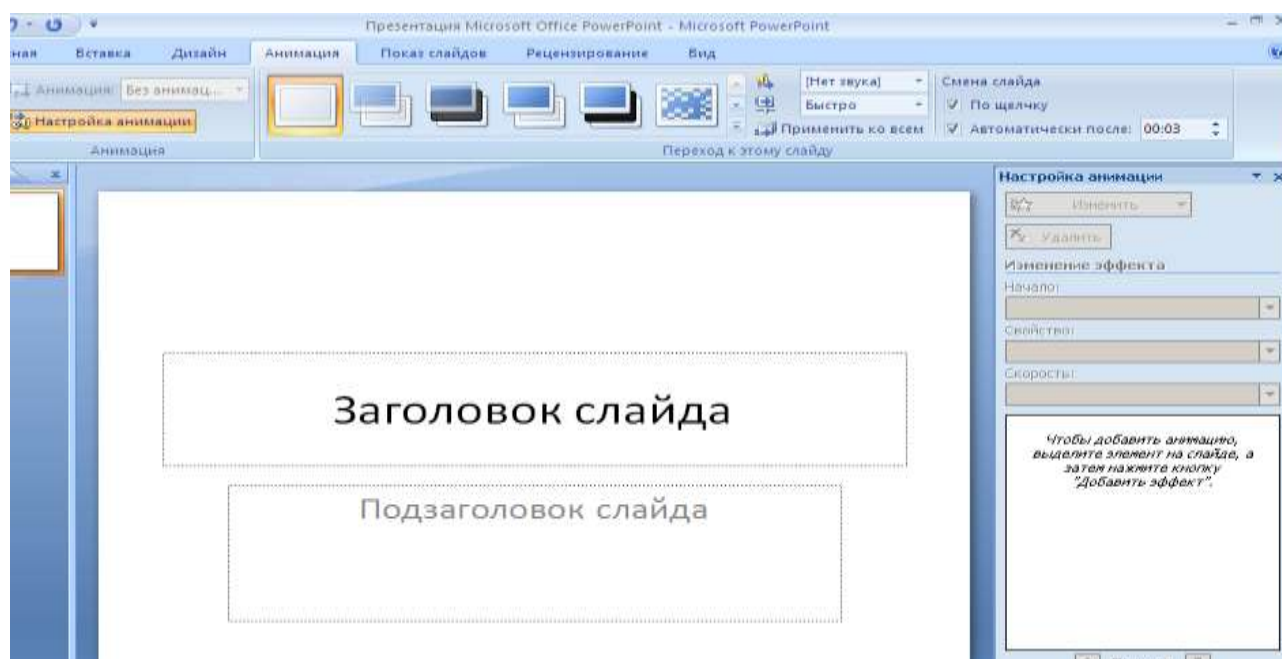 Презентация Microsoft Office PowerPoint - Microsoft PowerPoint
ная Вставка Дизайн Анимация Показ слайдов Рецензирование Вид
Анимация: Без анимац...
Настройка анимации
Анимация
[Нет звука]
Быстро
Применить ко всем
Переход к этому слайду
Смена слайда
По щелчку
Автоматически после: 00:03
Настройка анимации
Изменить
Удалить
Изменение эффекта
Начало:
Свойство:
Скорость:
Чтобы добавить анимацию,
выделите элемент на слайде, а
затем нажмите кнопку
"Добавить эффект".
Заголовок слайда
Подзаголовок слайда